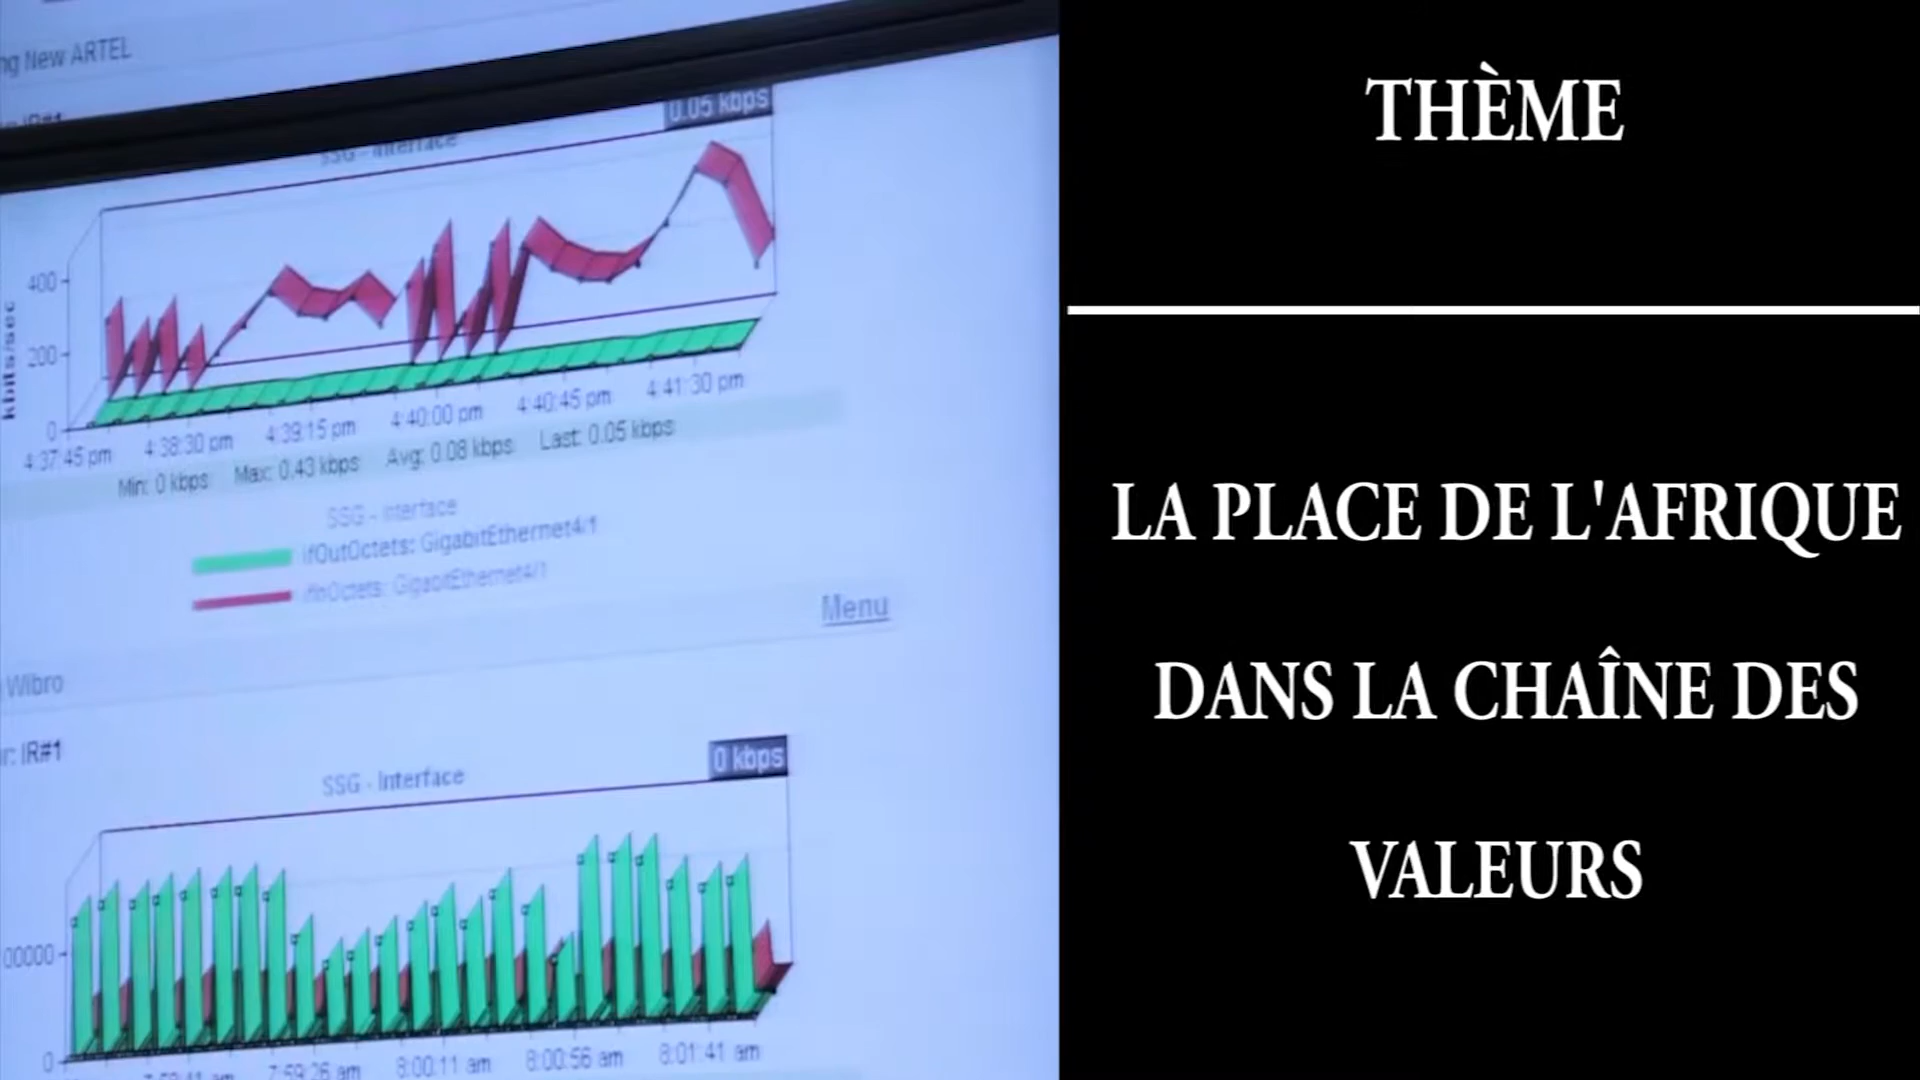 ng New ARTEL
0.05 kbps
SSG - Interface
kbits/sec
400
200
0
4:37:45 pm
4:38:30 pm
4:39:15 pm
4:40:00 pm
4:40:45 pm
4:41:30 pm
Min: 0 kbps Max: 0.43 kbps Avg: 0.08 kbps Last: 0.05 kbps
SSG - Interface
ifOutOctets: GigabitEthernet4/1
ifInOctets: GigabitEthernet4/1
Menu
Wibro
r: IR#1
0 kbps
SSG - Interface
00000
0
7:59:26 am
8:00:11 am
8:00:56 am
8:01:41 am
THÈME
LA PLACE DE L'AFRIQUE
DANS LA CHAÎNE DES
VALEURS